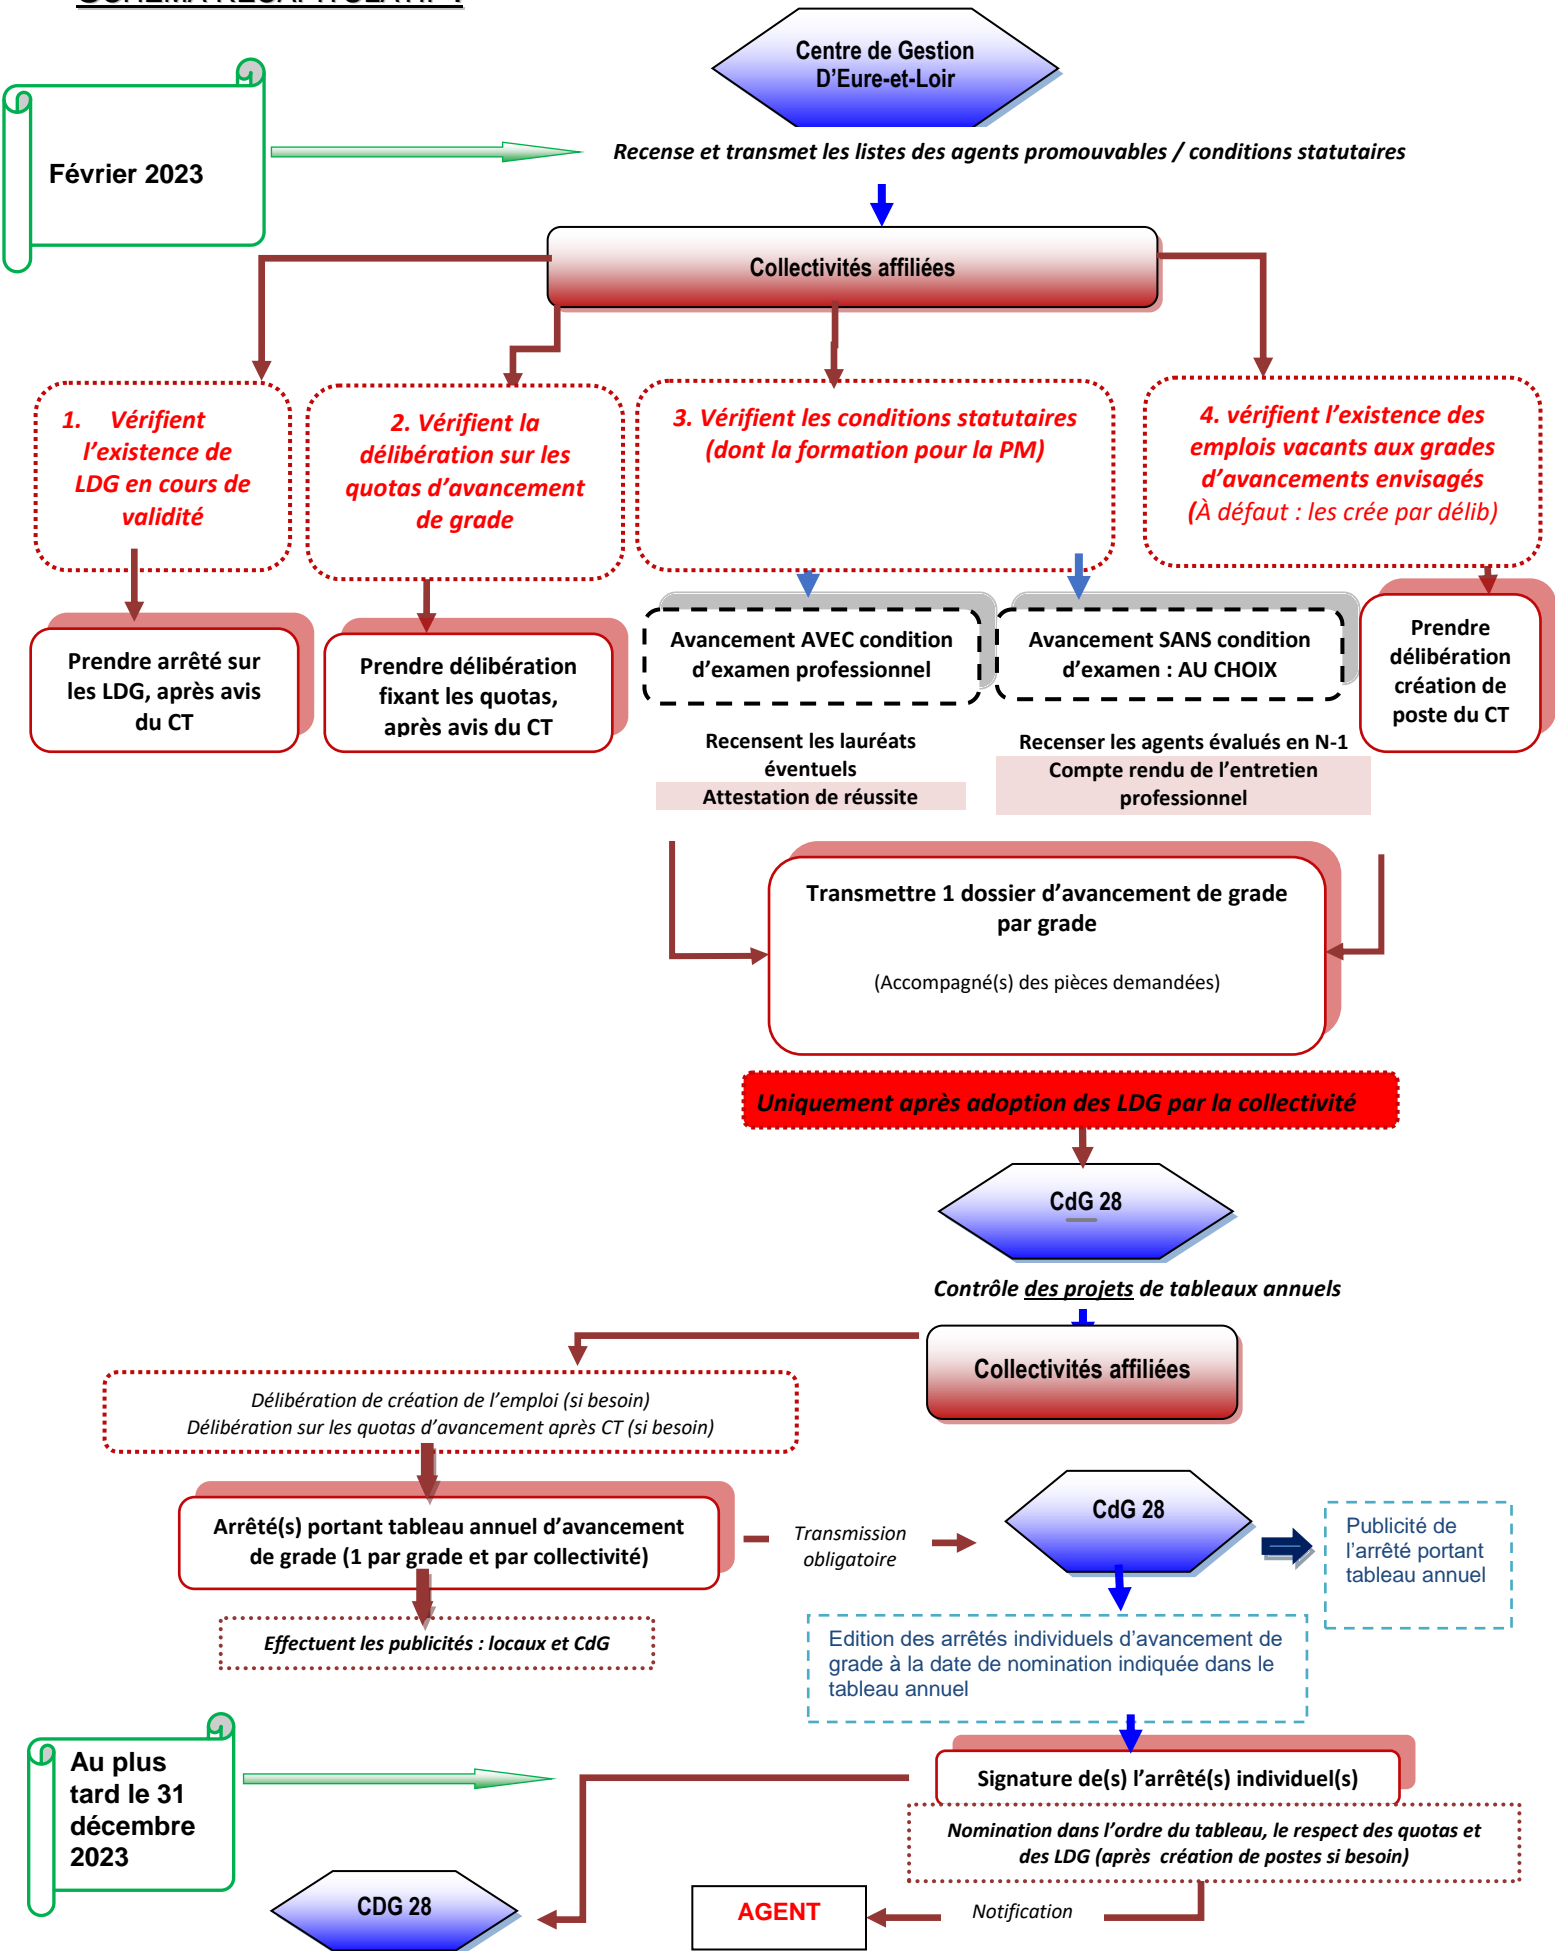 SCHEMA RECAPITULATIF :
Centre de Gestion
D’Eure-et-Loir
Février 2023
Recense et transmet les listes des agents promouvables / conditions statutaires
Collectivités affiliées
1. Vérifient
l’existence de
LDG en cours de
validité
2. Vérifient la
délibération sur les
quotas d’avancement
de grade
3. Vérifient les conditions statutaires
(dont la formation pour la PM)
4. vérifient l’existence des
emplois vacants aux grades
d’avancements envisagés
(À défaut : les crée par délib)
Prendre arrêté sur
les LDG, après avis
du CT
Prendre délibération
fixant les quotas,
après avis du CT
Avancement AVEC condition
d’examen professionnel
Avancement SANS condition
d’examen : AU CHOIX
Prendre
délibération
création de
poste du CT
Recensent les lauréats
éventuels
Attestation de réussite
Recenser les agents évalués en N-1
Compte rendu de l’entretien
professionnel
Transmettre 1 dossier d’avancement de grade
par grade
(Accompagné(s) des pièces demandées)
Uniquement après adoption des LDG par la collectivité
CdG 28
Contrôle des projets de tableaux annuels
Collectivités affiliées
Délibération de création de l’emploi (si besoin)
Délibération sur les quotas d’avancement après CT (si besoin)
Arrêté(s) portant tableau annuel d’avancement
de grade (1 par grade et par collectivité)
Transmission
obligatoire
CdG 28
Publicité de
l’arrêté portant
tableau annuel
Effectuent les publicités : locaux et CdG
Edition des arrêtés individuels d’avancement de
grade à la date de nomination indiquée dans le
tableau annuel
Au plus
tard le 31
décembre
2023
Signature de(s) l’arrêté(s) individuel(s)
Nomination dans l’ordre du tableau, le respect des quotas et
des LDG (après création de postes si besoin)
CDG 28
AGENT
Notification